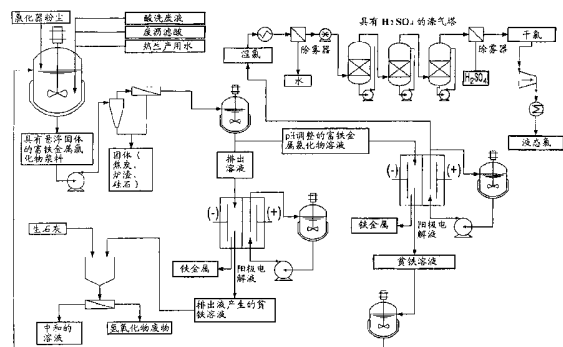 氯化器粉尘
酸洗炭液
废沥滤酸
热生产用水
具有悬浮固体
的富铁金属氯
化物浆料
固体(
焦炭,
炉渣,
硅石)
湿氯
除雾器
水
具有H₂SO₄的涤气塔
除雾器
H₂SO₄
干氯
液态氯
pH调整的富铁金
属氯化物溶液
排出
溶液
(-)
(+)
铁金属
阳极电
解液
(-)
(+)
铁金属
阳极电
解液
贫铁溶液
生石灰
中和的
溶液
氢氧化物废物
排出液产生的贫
铁溶液